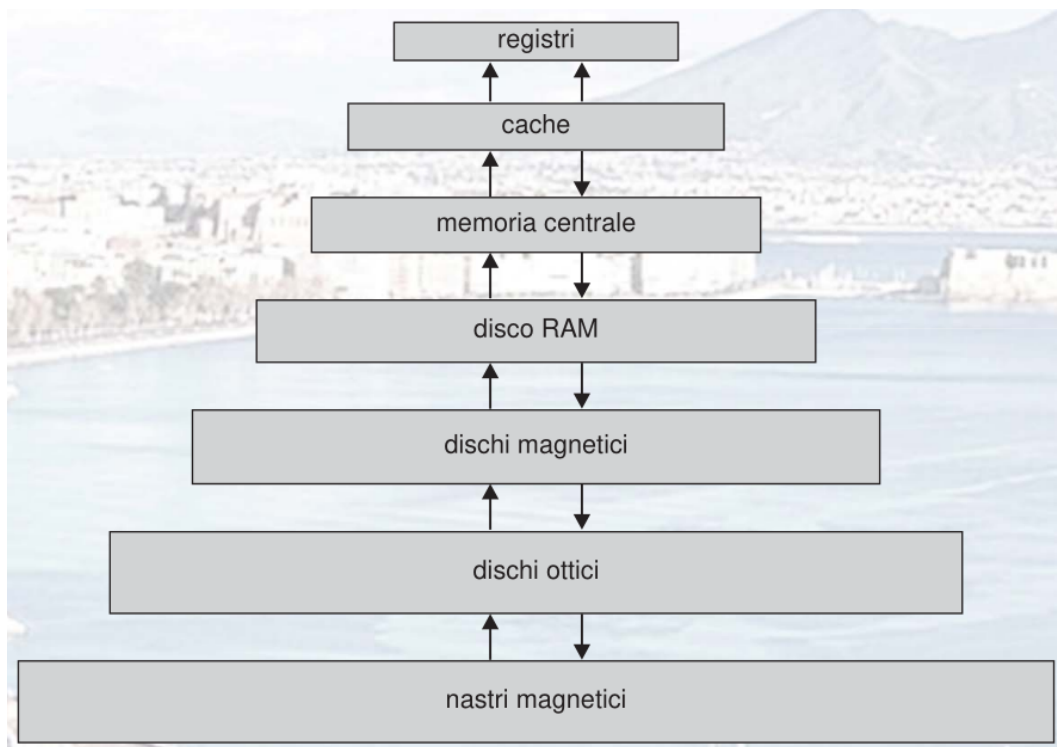 registri
cache
memoria centrale
disco RAM
dischi magnetici
dischi ottici
nastri magnetici